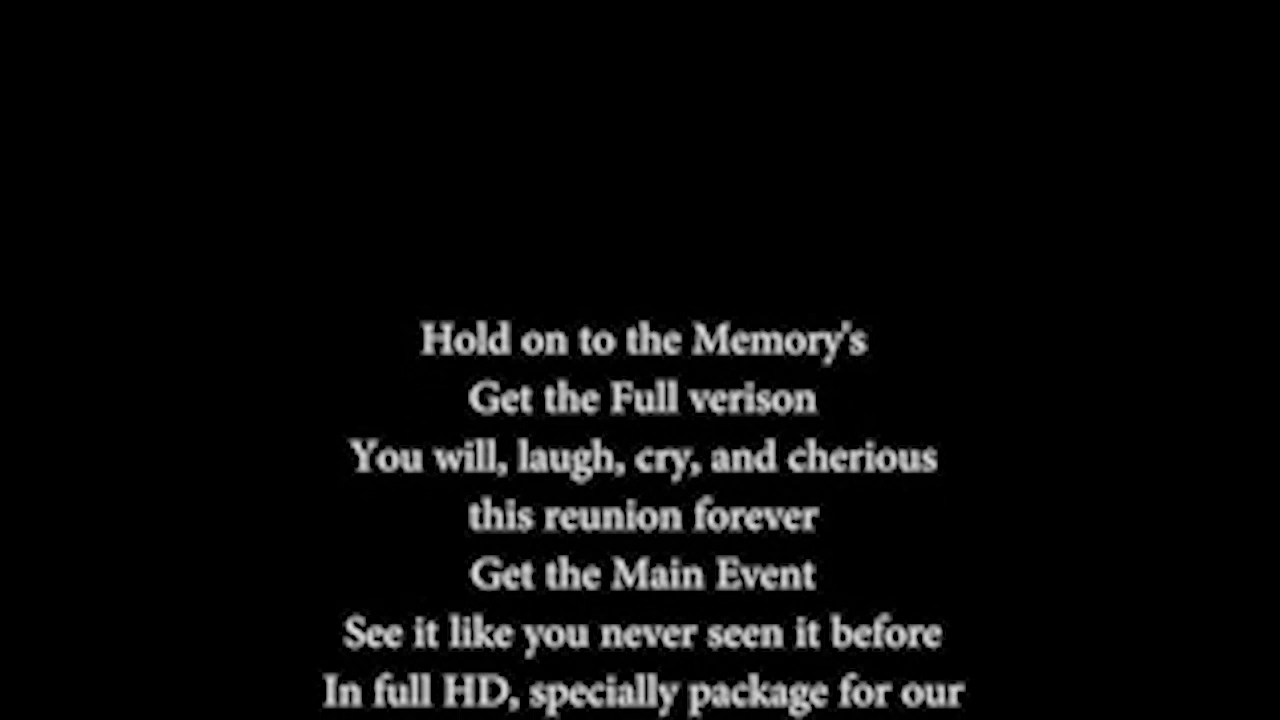 Hold on to the Memory's
Get the Full verison
You will, laugh, cry, and cherious
this reunion forever
Get the Main Event
See it like you never seen it before
In full HD, specially package for our